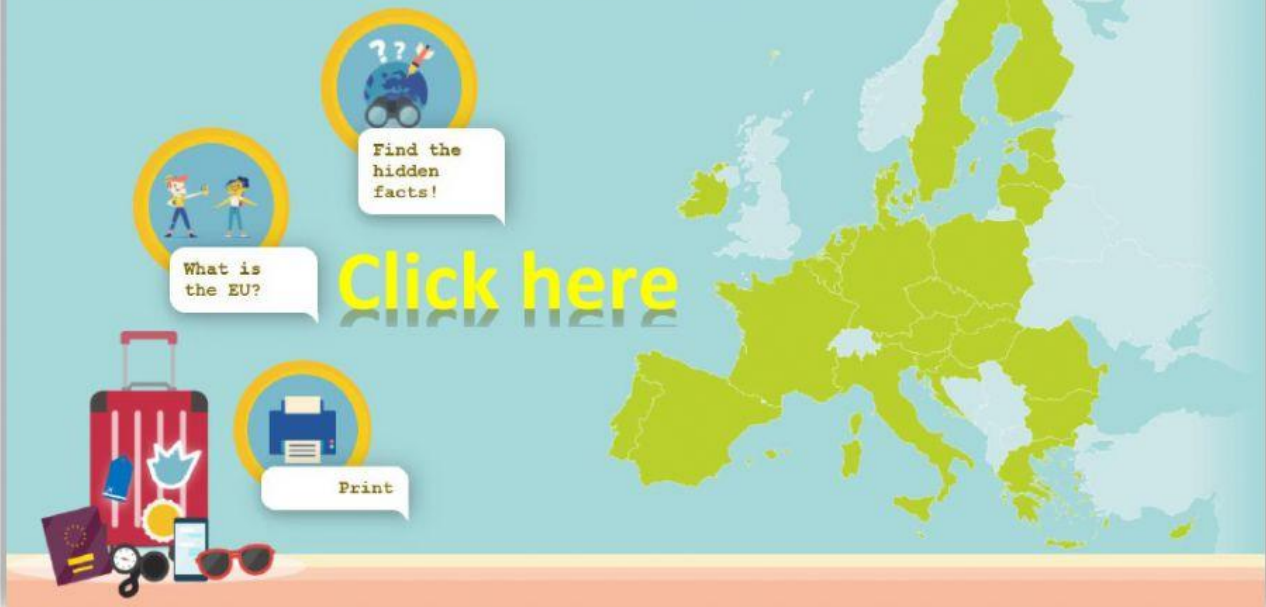 Find the
hidden
facts!
What is
the EU?
Click here
Print